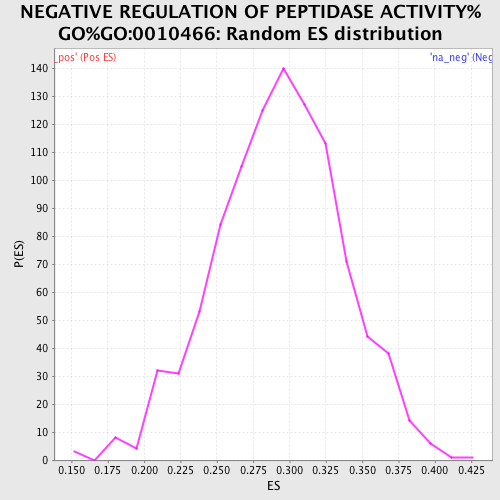 NEGATIVE REGULATION OF PEPTIDASE ACTIVITY%
GO%GO:0010466: Random ES distribution
_pos' (Pos ES)
'na_neg' (Neg
140
130
120
110
100
90
80
70
60
50
40
30
20
10
0
P(ES)
0.150 0.175 0.200 0.225 0.250 0.275 0.300 0.325 0.350 0.375 0.400 0.425
ES